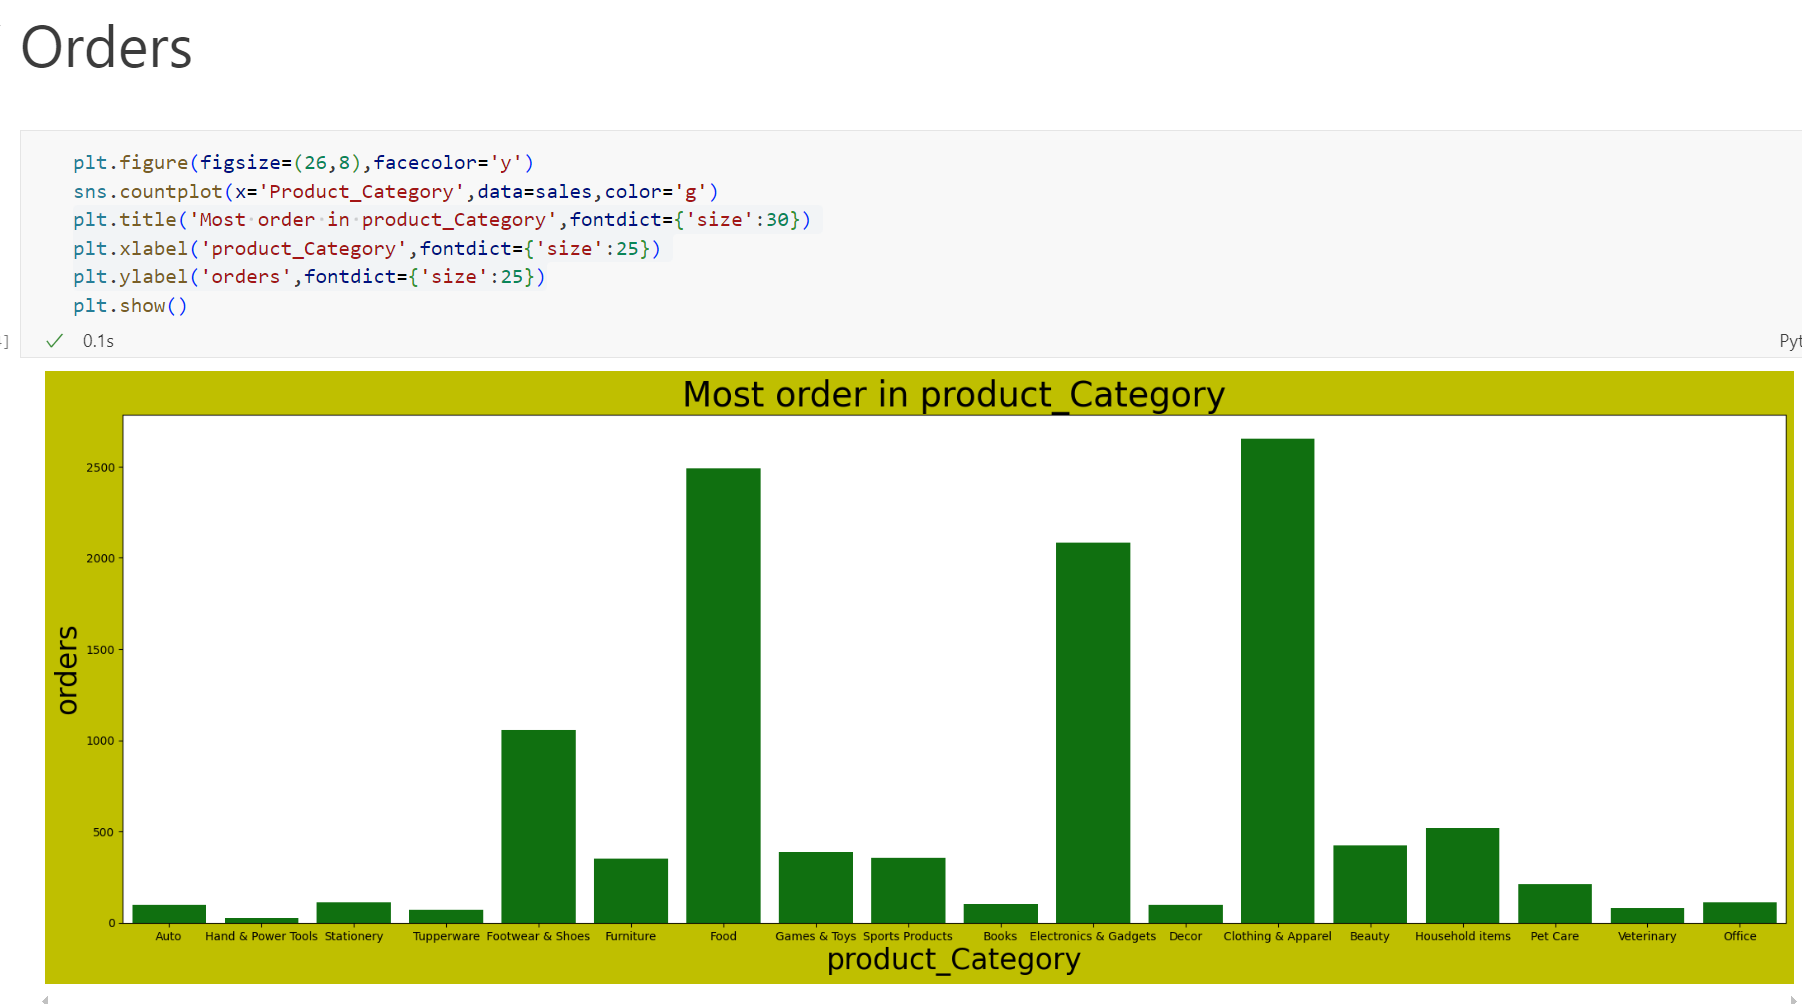 Orders
plt.figure(figsize=(26,8),facecolor='y')
sns.countplot(x='Product_Category',data=sales,color='g')
plt.title('Most order in product_Category',fontdict={'size':30})
plt.xlabel('product_Category',fontdict={'size':25})
plt.ylabel('orders',fontdict={'size':25})
plt.show()
] ✓ 0.1s
Most order in product_Category
orders
2500
2000
1500
1000
500
0
Auto Hand & Power Tools Stationery Tupperware Footwear & Shoes Furniture Food Games & Toys Sports Products Books Electronics & Gadgets Decor Clothing & Apparel Beauty Household items Pet Care Veterinary Office
product_Category